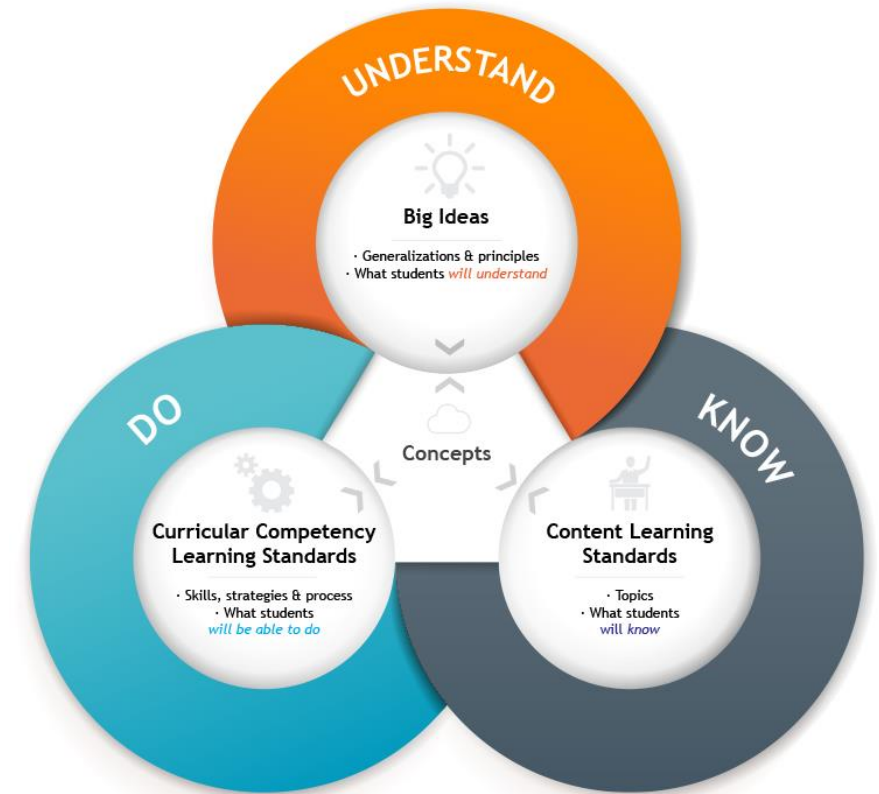 UNDERSTAND
Big Ideas
· Generalizations & principles
· What students will understand
DO
KNOW
Concepts
Curricular Competency
Learning Standards
· Skills, strategies & process
· What students
will be able to do
Content Learning
Standards
· Topics
· What students
will know